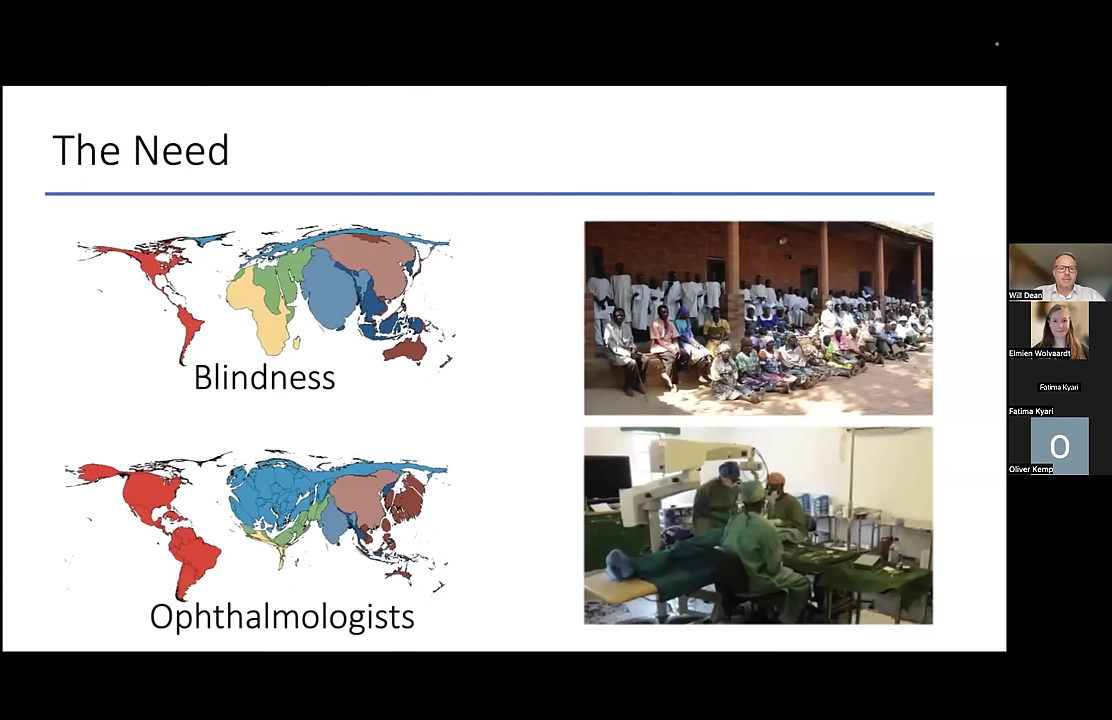 The Need
Blindness
Ophthalmologists
Will Dean
Elmien Wolvaardt
Fatima Kyari
Fatima Kyari
O
Oliver Kemp